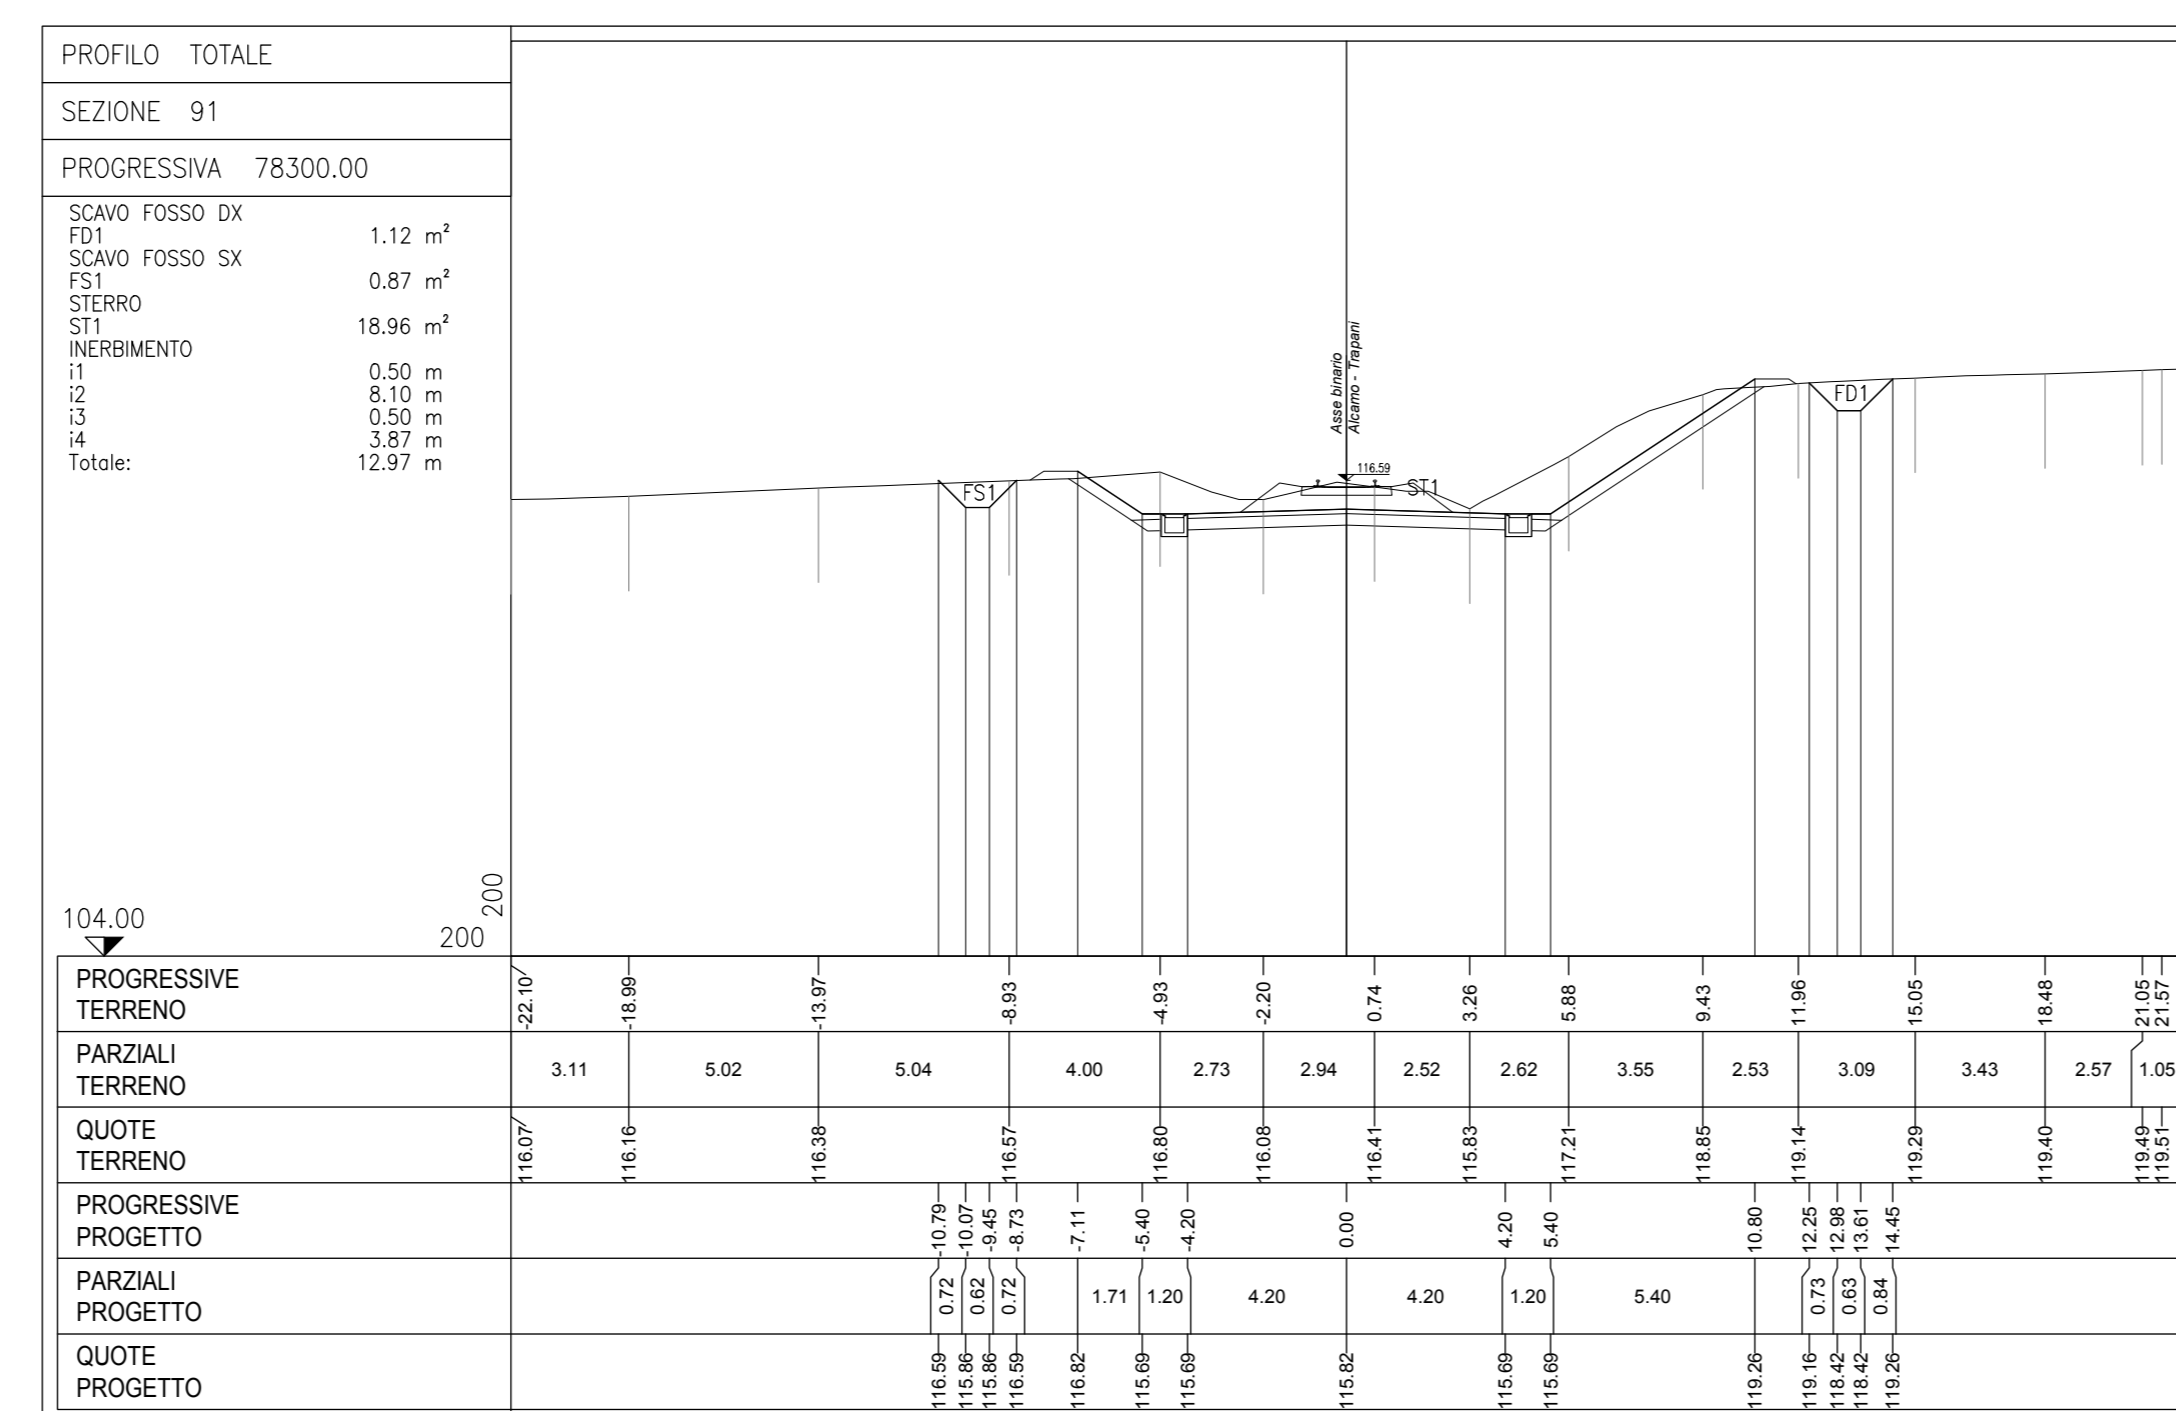 PROFILO TOTALE
SEZIONE 91
PROGRESSIVA 78300.00
SCAVO FOSSO DX
FD1 1.12 m²
SCAVO FOSSO SX
FS1 0.87 m²
STERRO
ST1 18.96 m²
INERBIMENTO
i1 0.50 m
i2 8.10 m
i3 0.50 m
i4 3.87 m
Totale: 12.97 m
Asse binario
Alcamo - Trapani
116.59
FS1
ST1
FD1
104.00
200
200
PROGRESSIVE
TERRENO
-22.10 -18.99 -13.97 -8.93 -4.93 -2.20 0.74 3.26 5.88 9.43 11.96 15.05 18.48 21.05 21.57
PARZIALI
TERRENO
3.11 5.02 5.04 4.00 2.73 2.94 2.52 2.62 3.55 2.53 3.09 3.43 2.57 1.05
QUOTE
TERRENO
116.07 116.16 116.38 116.57 116.80 116.08 116.41 115.83 117.21 118.85 119.14 119.29 119.40 119.49 119.51
PROGRESSIVE
PROGETTO
-10.79 -10.07 -9.45 -8.73 -7.11 -5.40 -4.20 0.00 4.20 5.40 10.80 12.25 12.98 13.61 14.45
PARZIALI
PROGETTO
0.72 0.62 0.72 1.71 1.20 4.20 4.20 1.20 5.40 0.73 0.63 0.84
QUOTE
PROGETTO
116.59 115.86 115.86 116.59 116.82 115.69 115.69 115.82 115.69 115.69 119.26 119.16 118.42 118.42 119.26